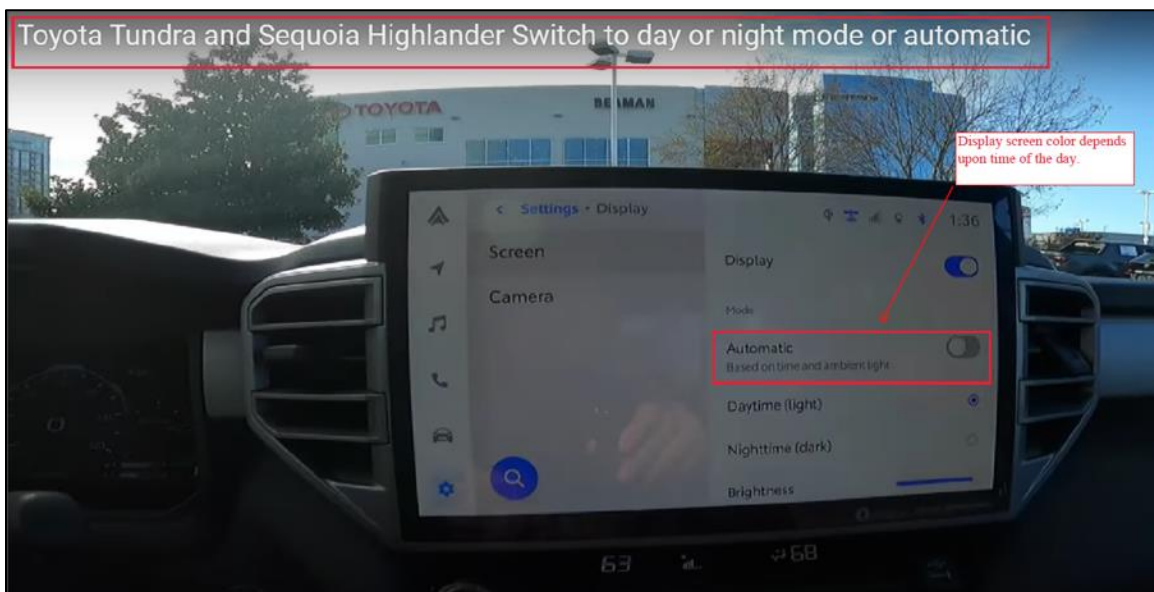 Toyota Tundra and Sequoia Highlander Switch to day or night mode or automatic
TOYOTA
BEAMAN
Display screen color depends
upon time of the day.
Settings • Display
1:36
Screen
Camera
Display
Mode
Automatic
Based on time and ambient light
Daytime (light)
Nighttime (dark)
Brightness
63
68